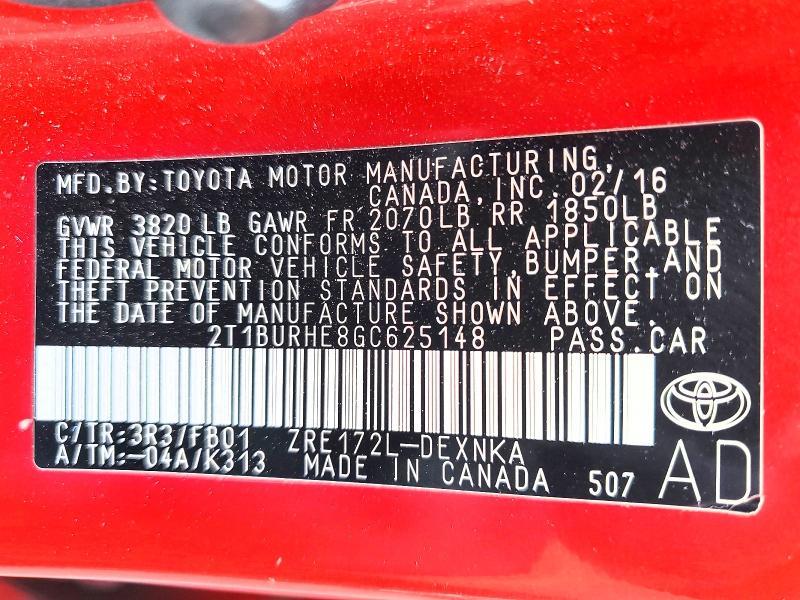 MFD.BY:TOYOTA MOTOR MANUFACTURING,
CANADA,INC.02/16
GVWR 3820 LB GAWR FR 2070LB RR 1850LB
THIS VEHICLE CONFORMS TO ALL APPLICABLE
FEDERAL MOTOR VEHICLE SAFETY,BUMPER,AND
THEFT PREVENTION STANDARDS IN EFFECT ON
THE DATE OF MANUFACTURE SHOWN ABOVE.
2T1BURHE8GC625148 PASS.CAR
C/TR:3R3/FB01 ZRE172L-DEXNKA
A/TM:-04A/K313 MADE IN CANADA 507 AD